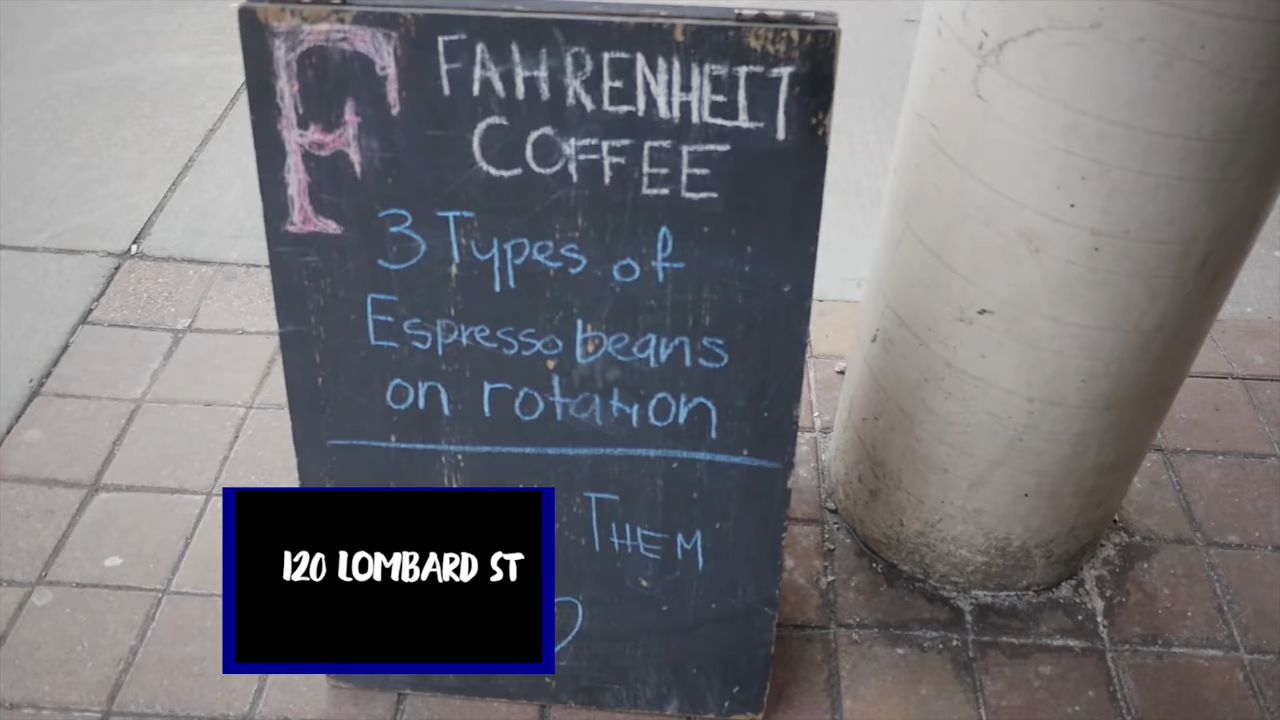 F
FAHRENHEIT
COFFEE
3 Types of
Espresso beans
on rotation
THEM
120 LOMBARD ST